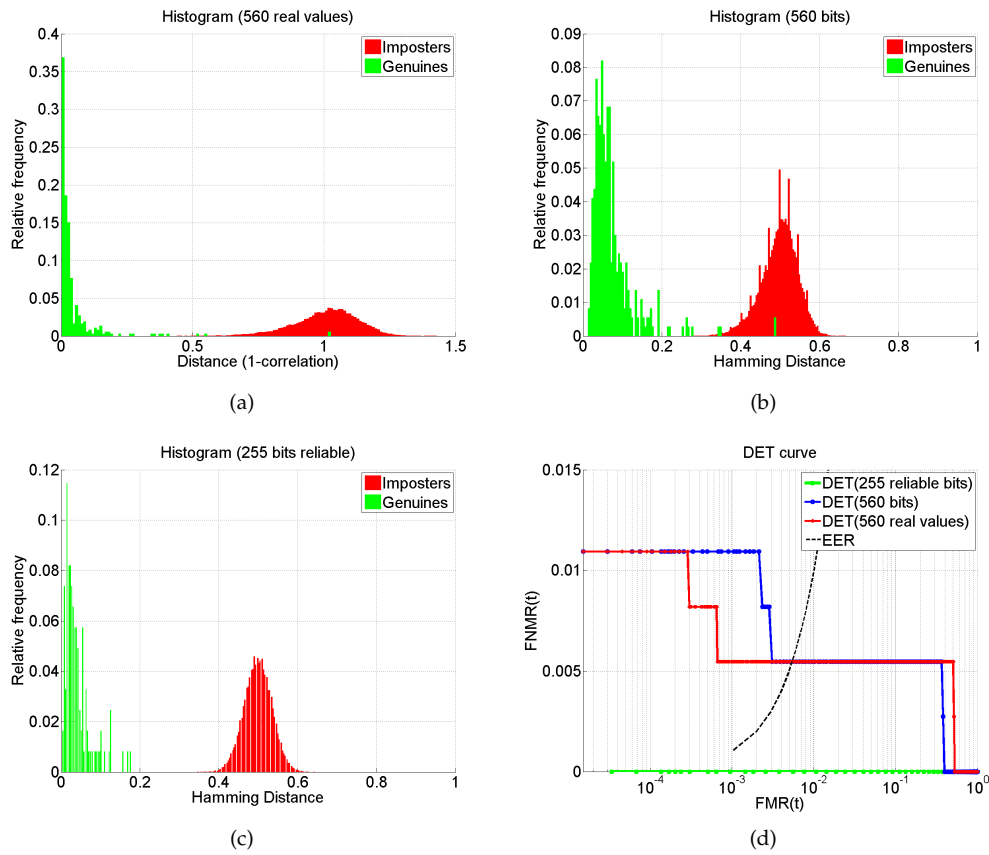 Histogram (560 real values)
0.4
0.35
0.3
0.25
0.2
0.15
0.1
0.05
0
Relative frequency
Imposters
Genuines
0
0.5
1
1.5
Distance (1-correlation)
(a)
Histogram (560 bits)
0.09
0.08
0.07
0.06
0.05
0.04
0.03
0.02
0.01
0
Relative frequency
Imposters
Genuines
0
0.2
0.4
0.6
0.8
1
Hamming Distance
(b)
Histogram (255 bits reliable)
0.12
0.1
0.08
0.06
0.04
0.02
0
Relative frequency
Imposters
Genuines
0
0.2
0.4
0.6
0.8
1
Hamming Distance
(c)
DET curve
0.015
0.01
0.005
0
FNMR(t)
DET(255 reliable bits)
DET(560 bits)
DET(560 real values)
EER
10^-4
10^-3
10^-2
10^-1
10^0
FMR(t)
(d)